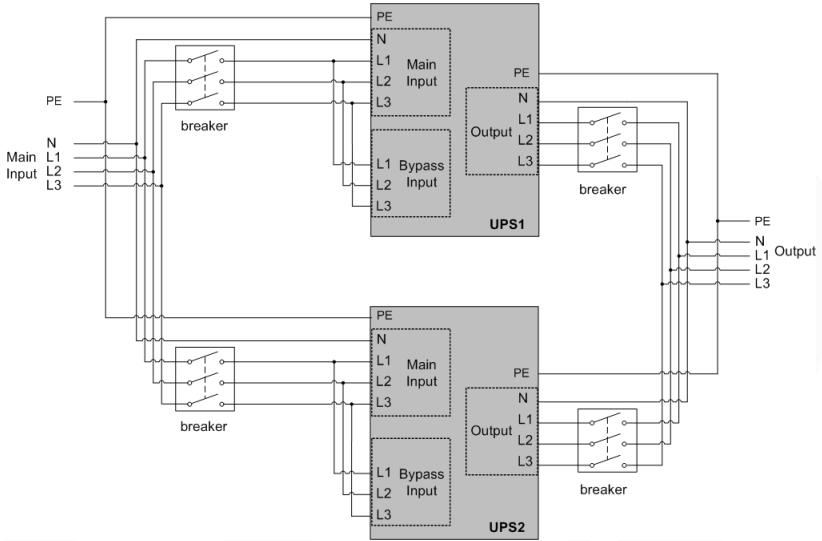 PE
N
Main
Input
L1
L2
L3
breaker
PE
N
L1
L2
L3
Main
Input
L1
L2
L3
Bypass
Input
PE
N
L1
L2
L3
Output
UPS1
breaker
PE
N
L1
L2
L3
Output
breaker
PE
N
L1
L2
L3
Main
Input
L1
L2
L3
Bypass
Input
PE
N
L1
L2
L3
Output
UPS2
breaker